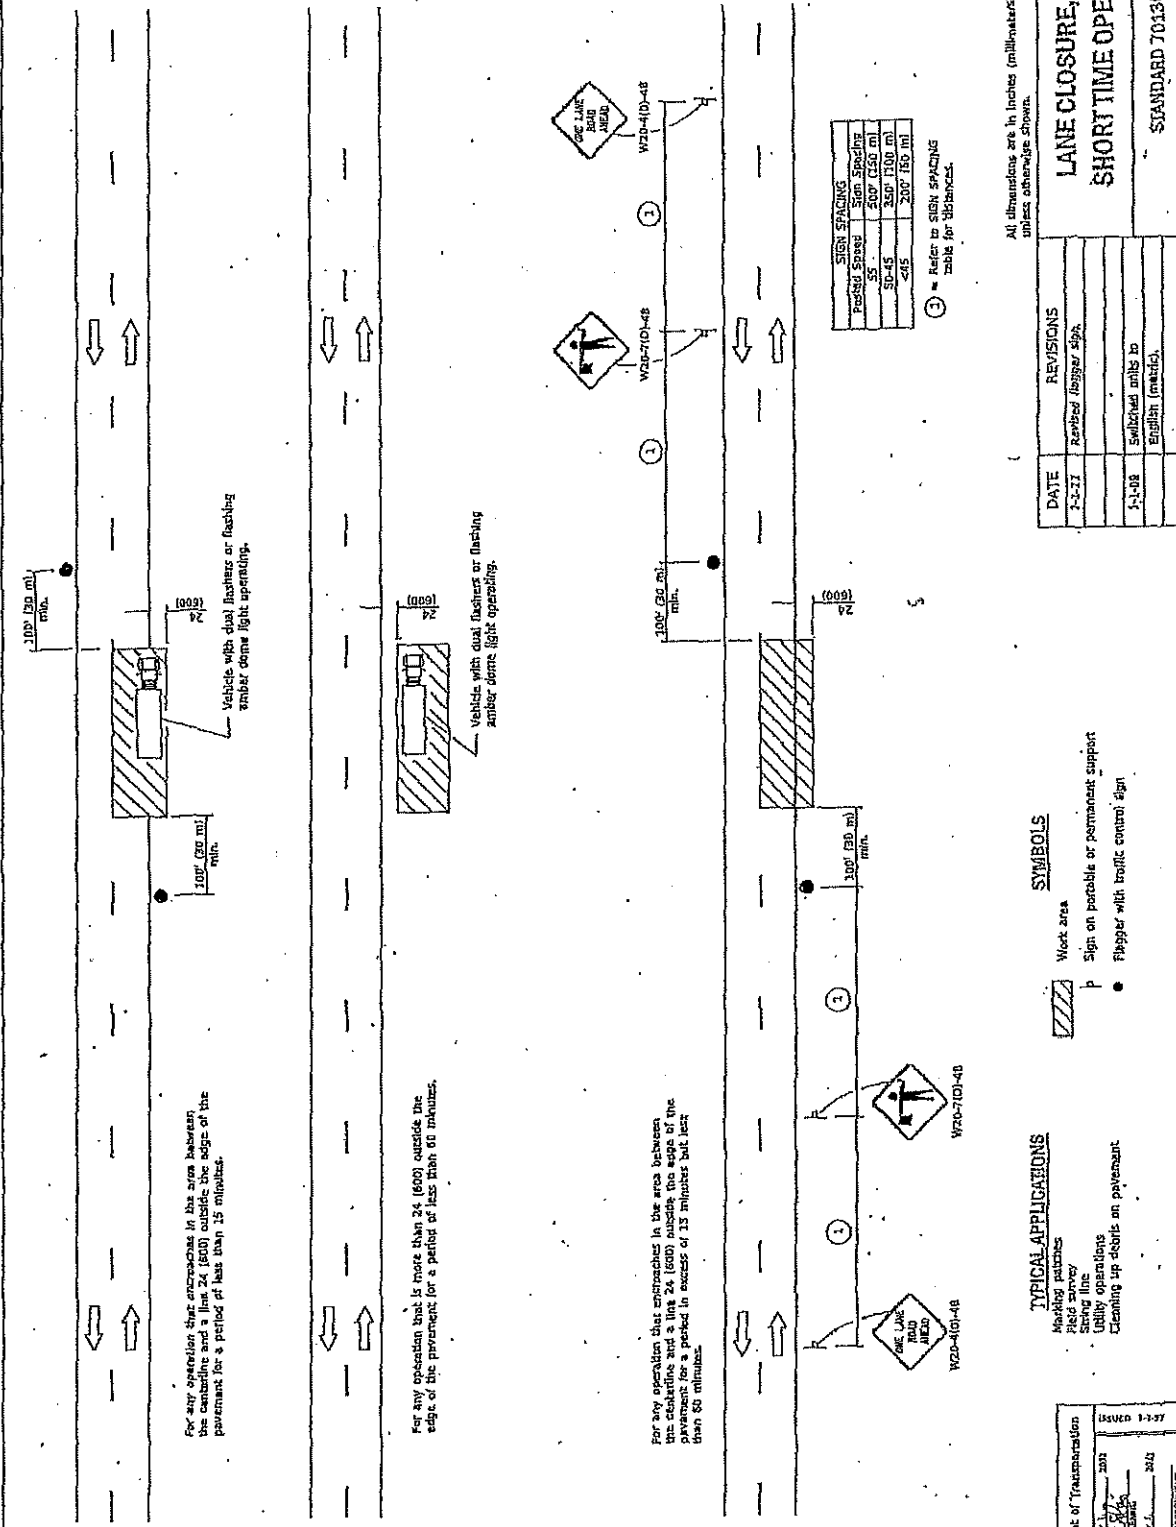 100' (30 m)
min.
24
(600)
Vehicle with dual flashers or flashing
amber dome light operating.
100' (30 m)
min.
For any operation that encroaches in the area between
the centerline and a line 24 (600) outside the edge of the
pavement for a period of less than 15 minutes.
24
(600)
Vehicle with dual flashers or flashing
amber dome light operating.
For any operation that is more than 24 (600) outside the
edge of the pavement for a period of less than 60 minutes.
ONE LANE
ROAD
AHEAD
W20-4(O)-48
W20-7(O)-48
1
1
100' (30 m)
min.
24
(600)
100' (30 m)
min.
For any operation that encroaches in the area between
the centerline and a line 24 (600) outside the edge of the
pavement for a period in excess of 15 minutes but less
than 60 minutes.
1
1
W20-7(O)-48
ONE LANE
ROAD
AHEAD
W20-4(O)-48
SIGN SPACING
Posted Speed Sign Spacing
55 500' (150 m)
50-45 350' (100 m)
<45 200' (60 m)
1 = Refer to SIGN SPACING
table for distances.
SYMBOLS
Work area
Sign on portable or permanent support
Flagger with traffic control sign
TYPICAL APPLICATIONS
Marking patches
Field survey
String line
Utility operations
Cleaning up debris on pavement
All dimensions are in inches (millimeters
unless otherwise shown.
DATE REVISIONS
Revised flagger sign.
Switched units to
English (metric).
LANE CLOSURE,
SHORT TIME OPE
STANDARD 7013
t of Transportation
ISSUED 1-1-97